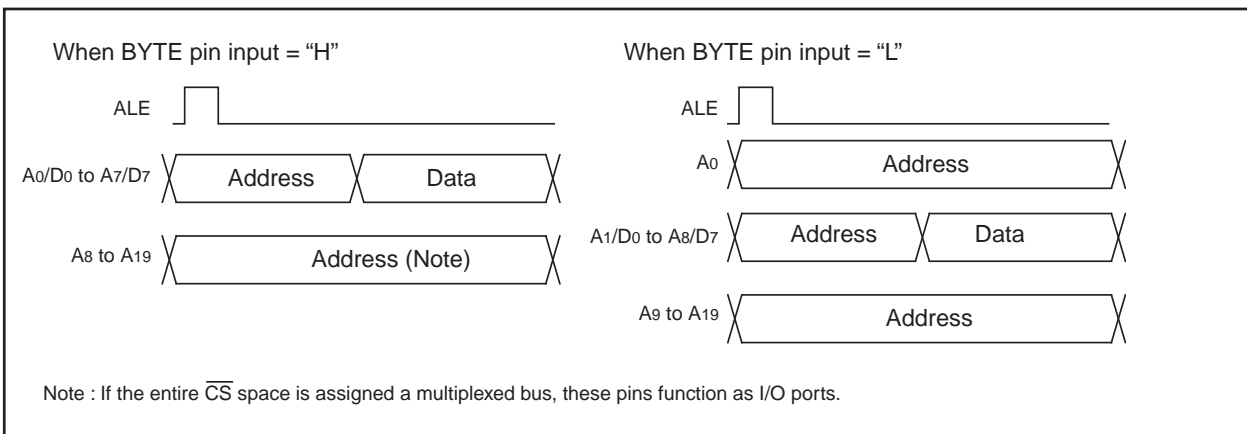 When BYTE pin input = “H”
ALE
A0/D0 to A7/D7
Address
Data
A8 to A19
Address (Note)
When BYTE pin input = “L”
ALE
A0
Address
A1/D0 to A8/D7
Address
Data
A9 to A19
Address
Note : If the entire C̅S̅ space is assigned a multiplexed bus, these pins function as I/O ports.